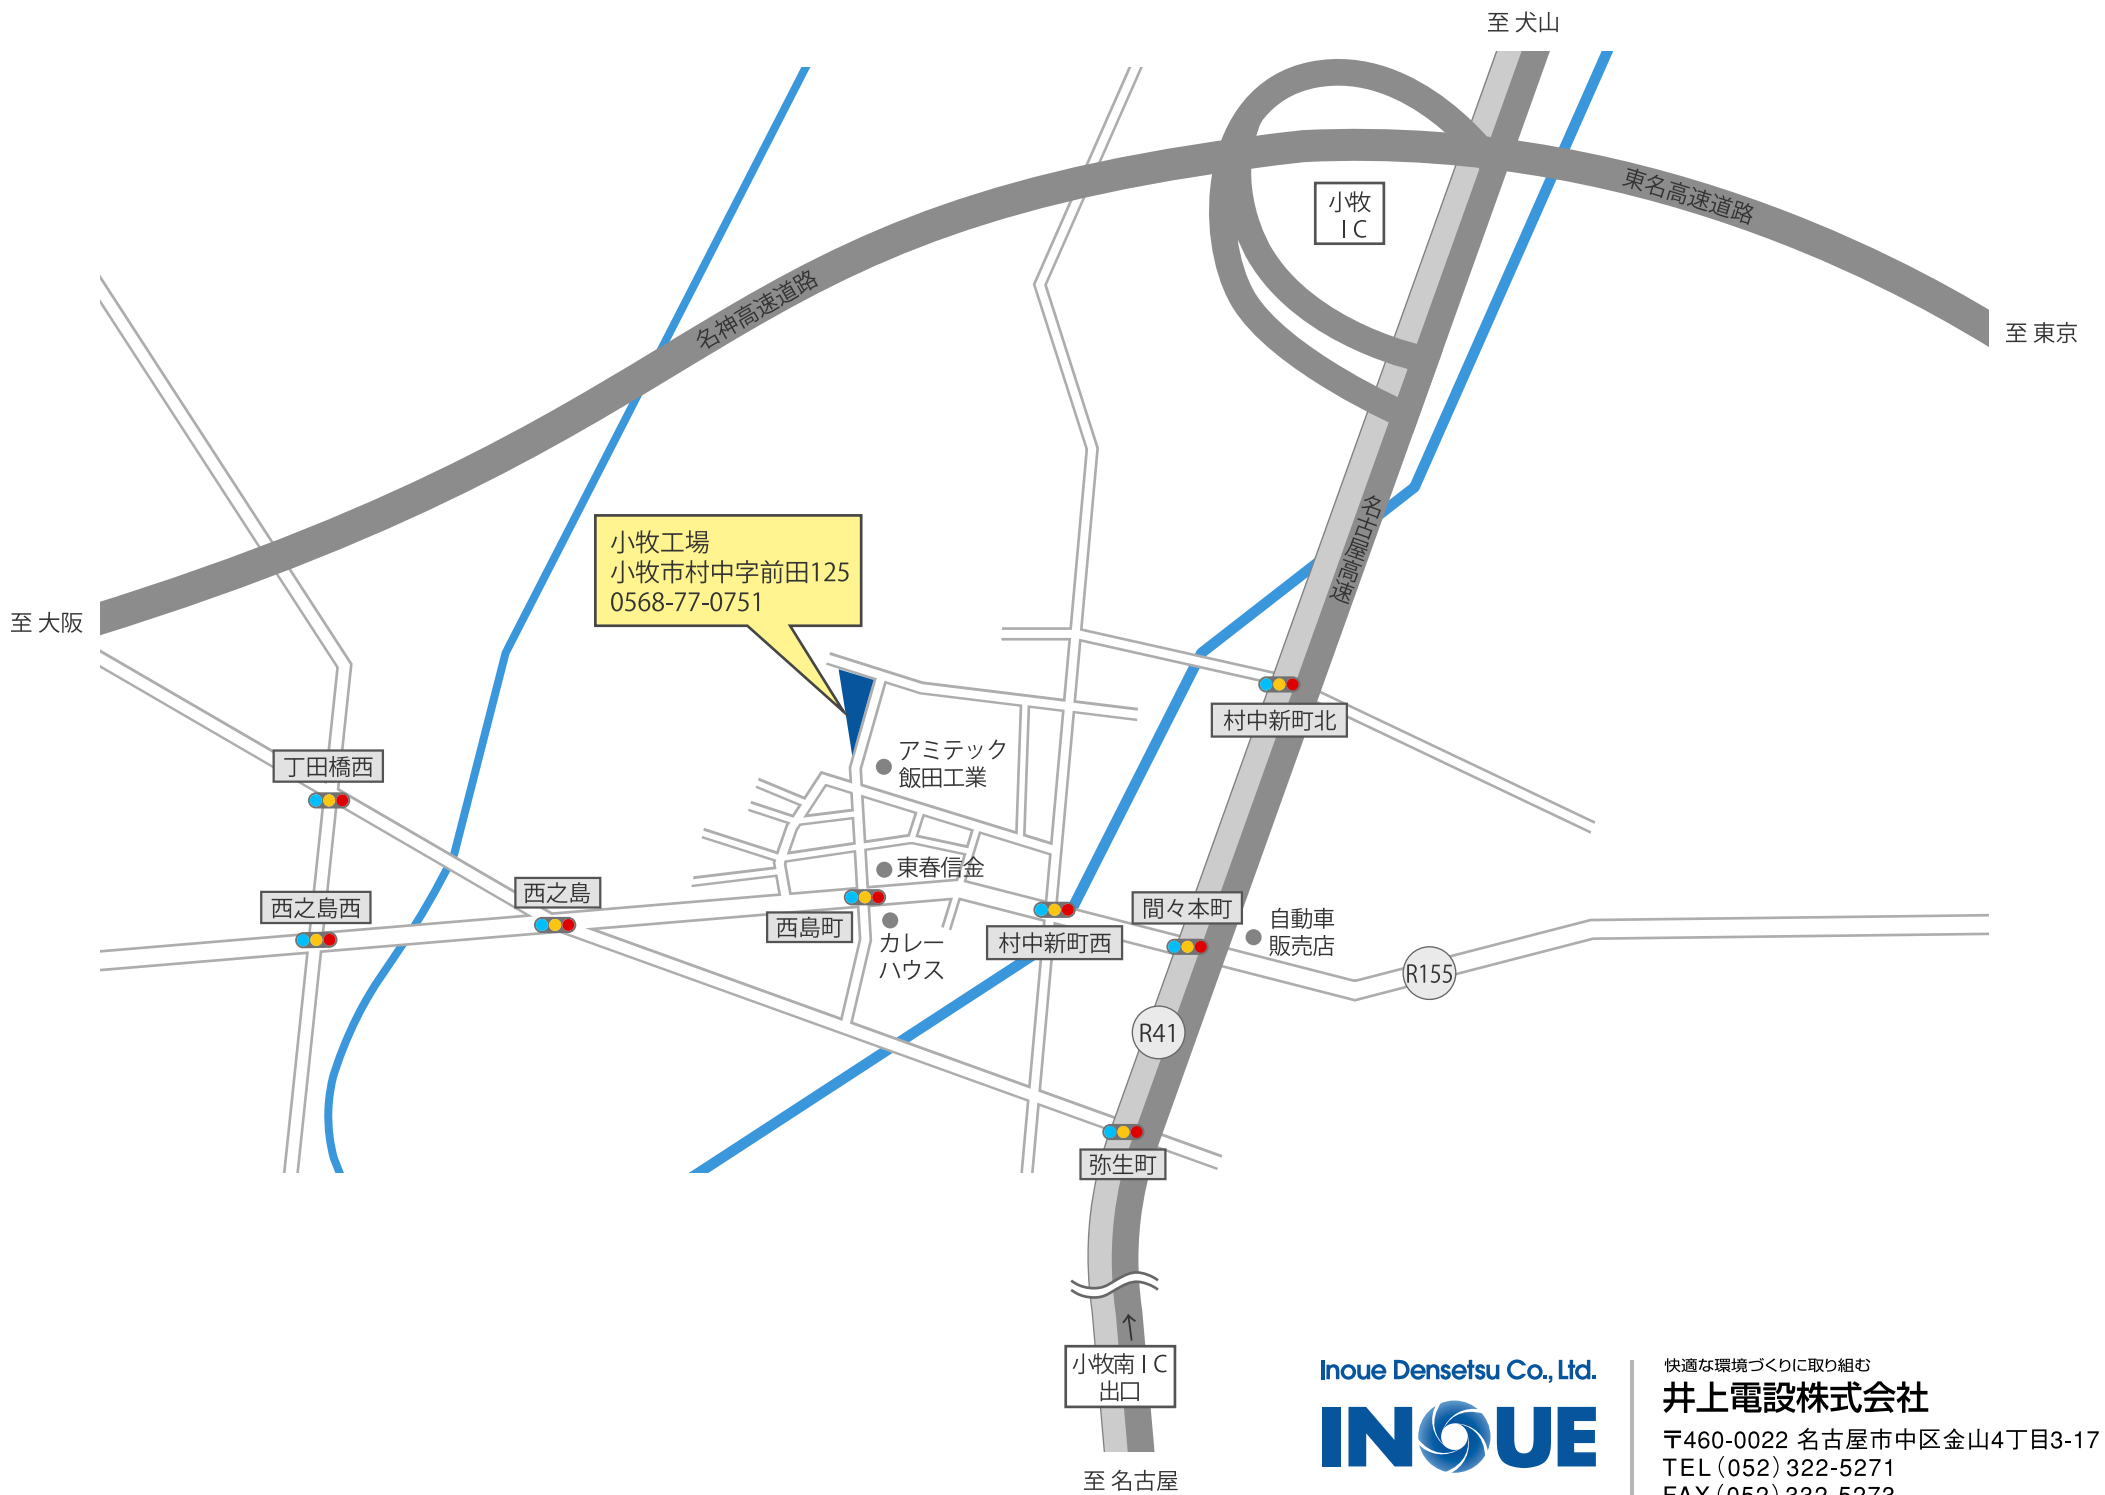 至 犬山
東名高速道路
小牧
IC
至 東京
名神高速道路
名古屋高速
小牧工場
小牧市村中字前田125
0568-77-0751
至 大阪
村中新町北
アミテック
飯田工業
丁田橋西
東春信金
西之島
西之島西
西島町
カレー
ハウス
間々本町
自動車
販売店
村中新町西
R155
R41
弥生町
↑
小牧南IC
出口
至 名古屋
Inoue Densetsu Co., Ltd.
INOUE
快適な環境づくりに取り組む
井上電設株式会社
〒460-0022 名古屋市中区金山4丁目3-17
TEL(052)322-5271
FAX(052)332-5273